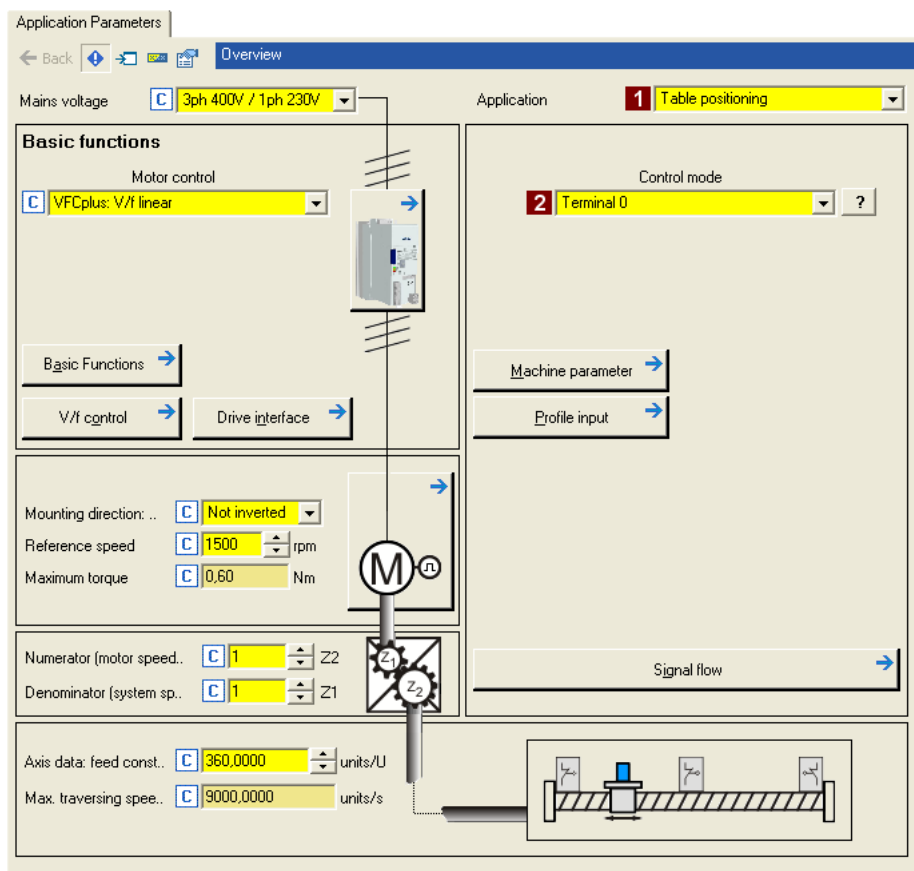 Application Parameters
Back
Overview
Mains voltage C 3ph 400V / 1ph 230V
Application 1 Table positioning
Basic functions
Motor control
C VFCplus: V/f linear
Control mode
2 Terminal 0 ?
Basic Functions
V/f control
Drive interface
Machine parameter
Profile input
Mounting direction: .. C Not inverted
Reference speed C 1500 rpm
Maximum torque C 0,60 Nm
M
Numerator (motor speed.. C 1 Z2
Denominator (system sp.. C 1 Z1
Z1
Z2
Signal flow
Axis data: feed const.. C 360,0000 units/U
Max. traversing spee.. C 9000,0000 units/s